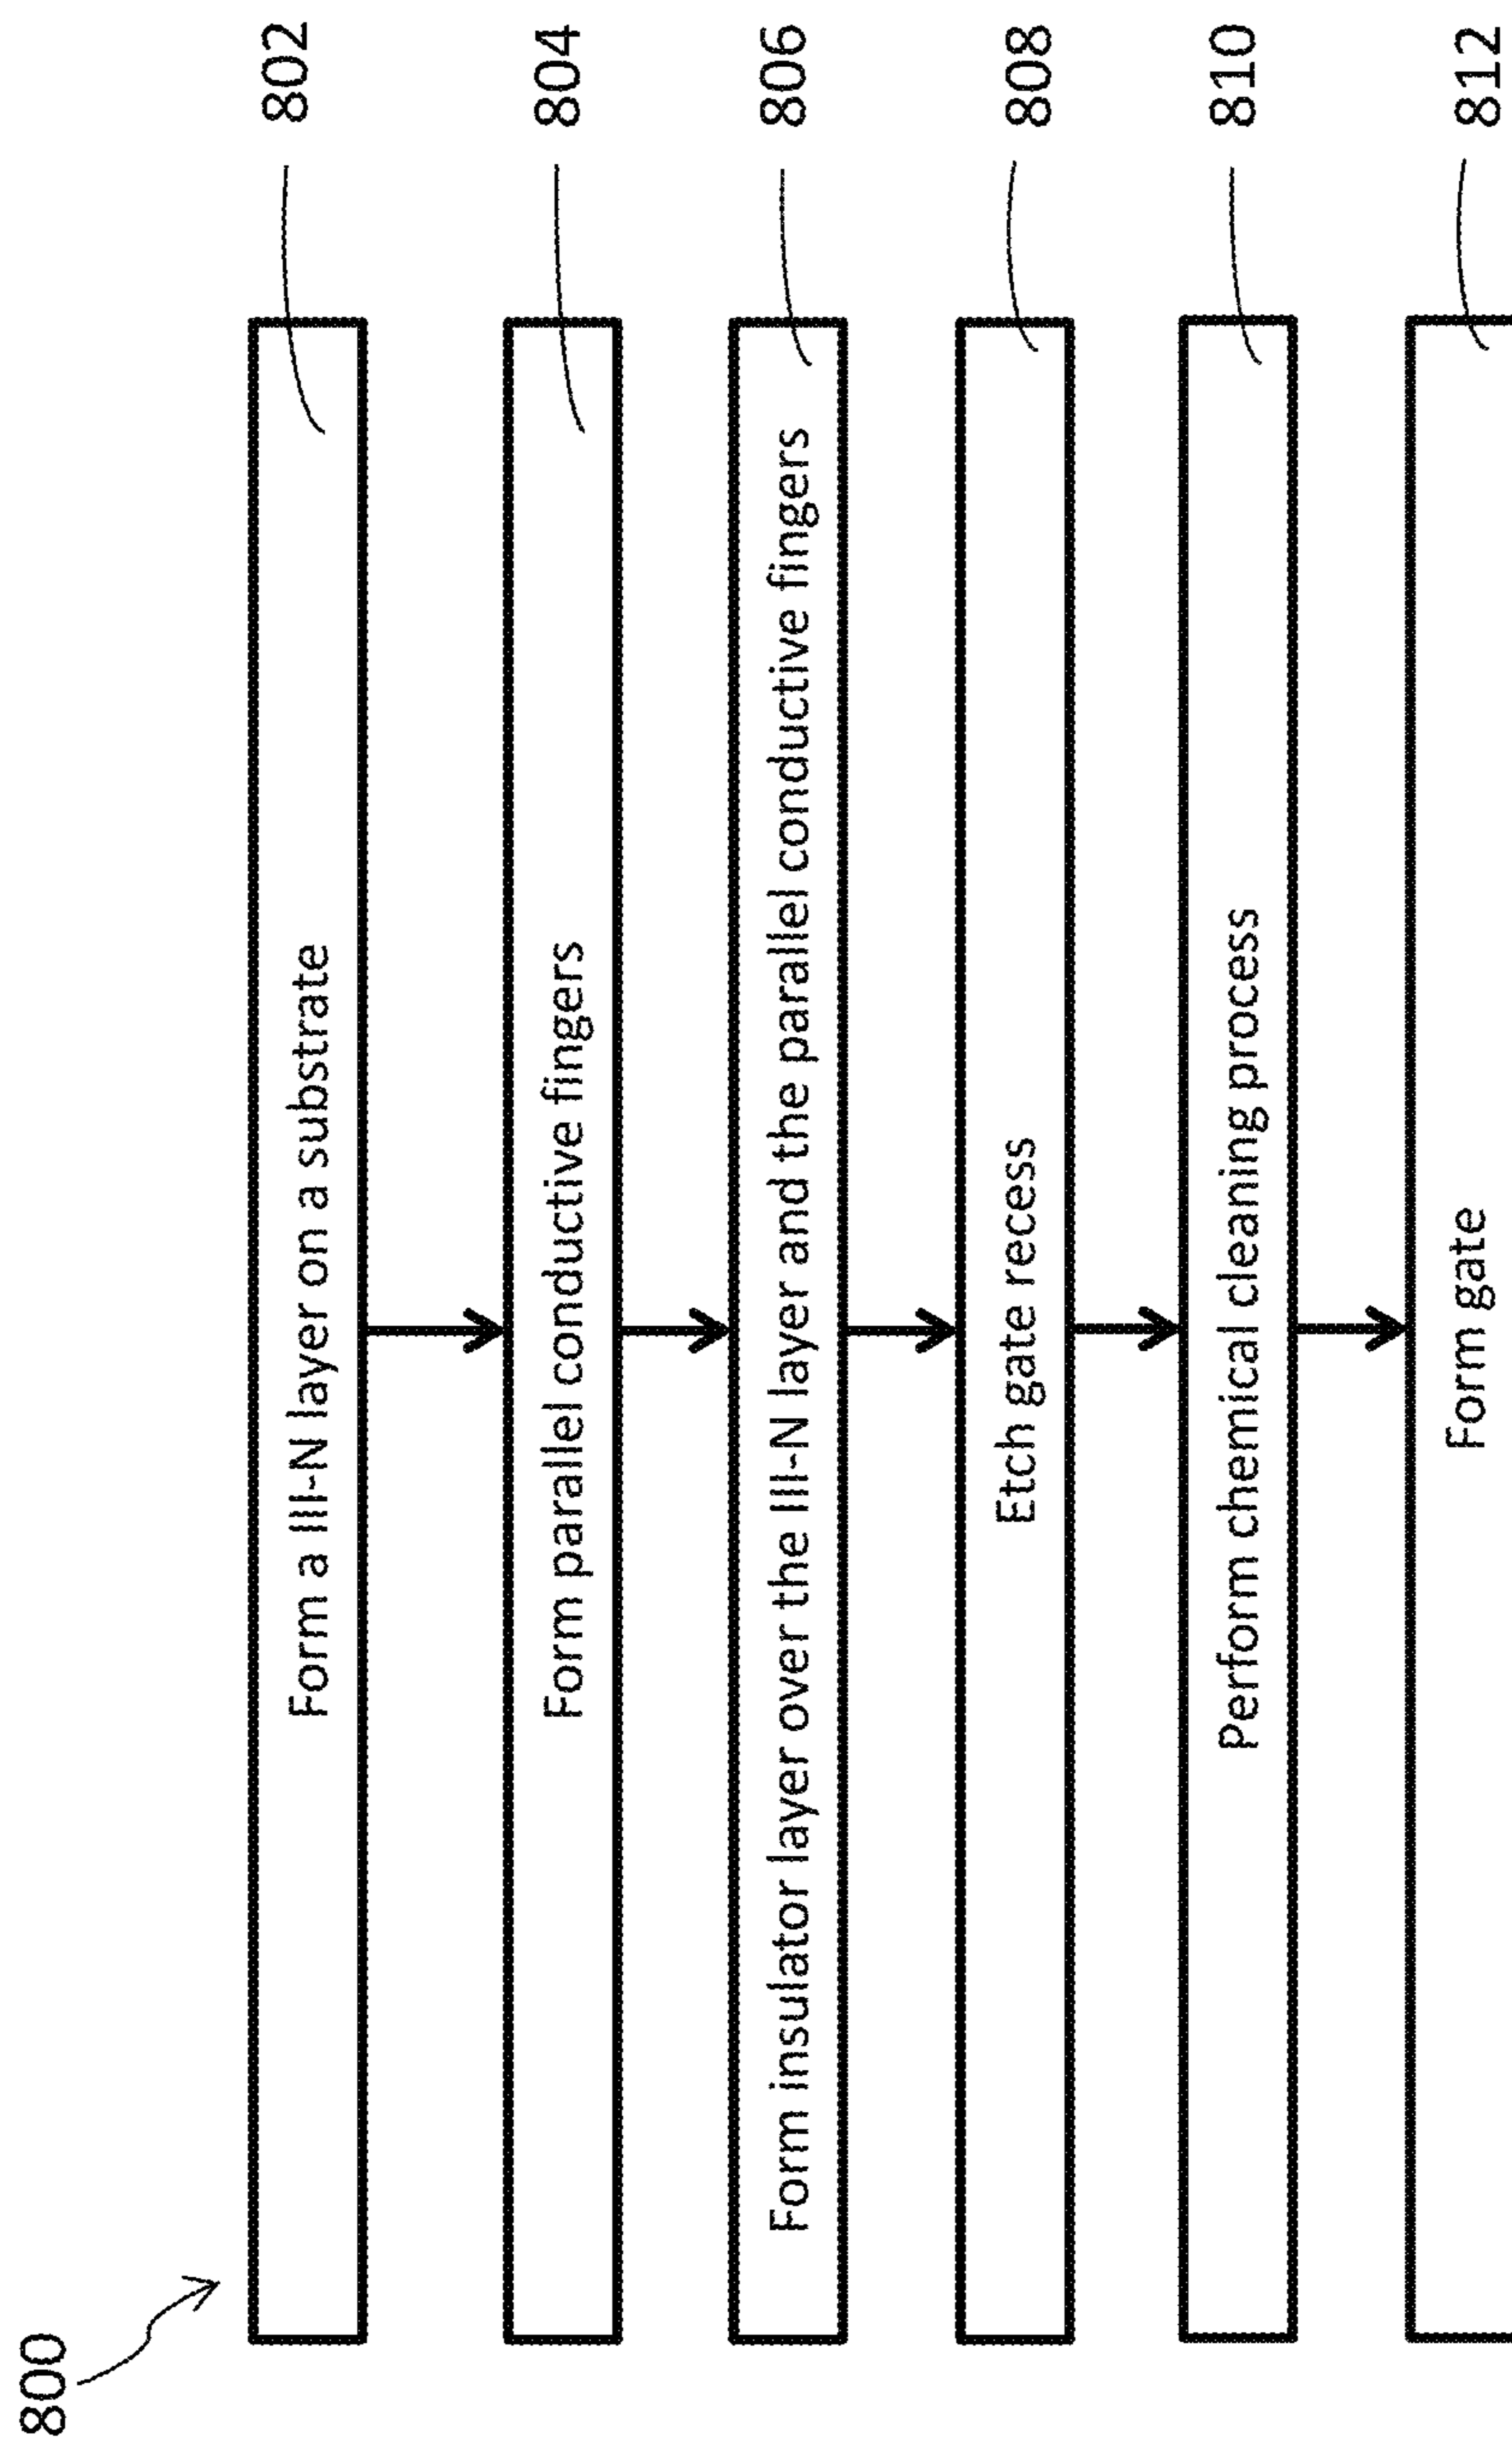 800
Form a III-N layer on a substrate
802
Form parallel conductive fingers
804
Form insulator layer over the III-N layer and the parallel conductive fingers
806
Etch gate recess
808
Perform chemical cleaning process
810
Form gate
812